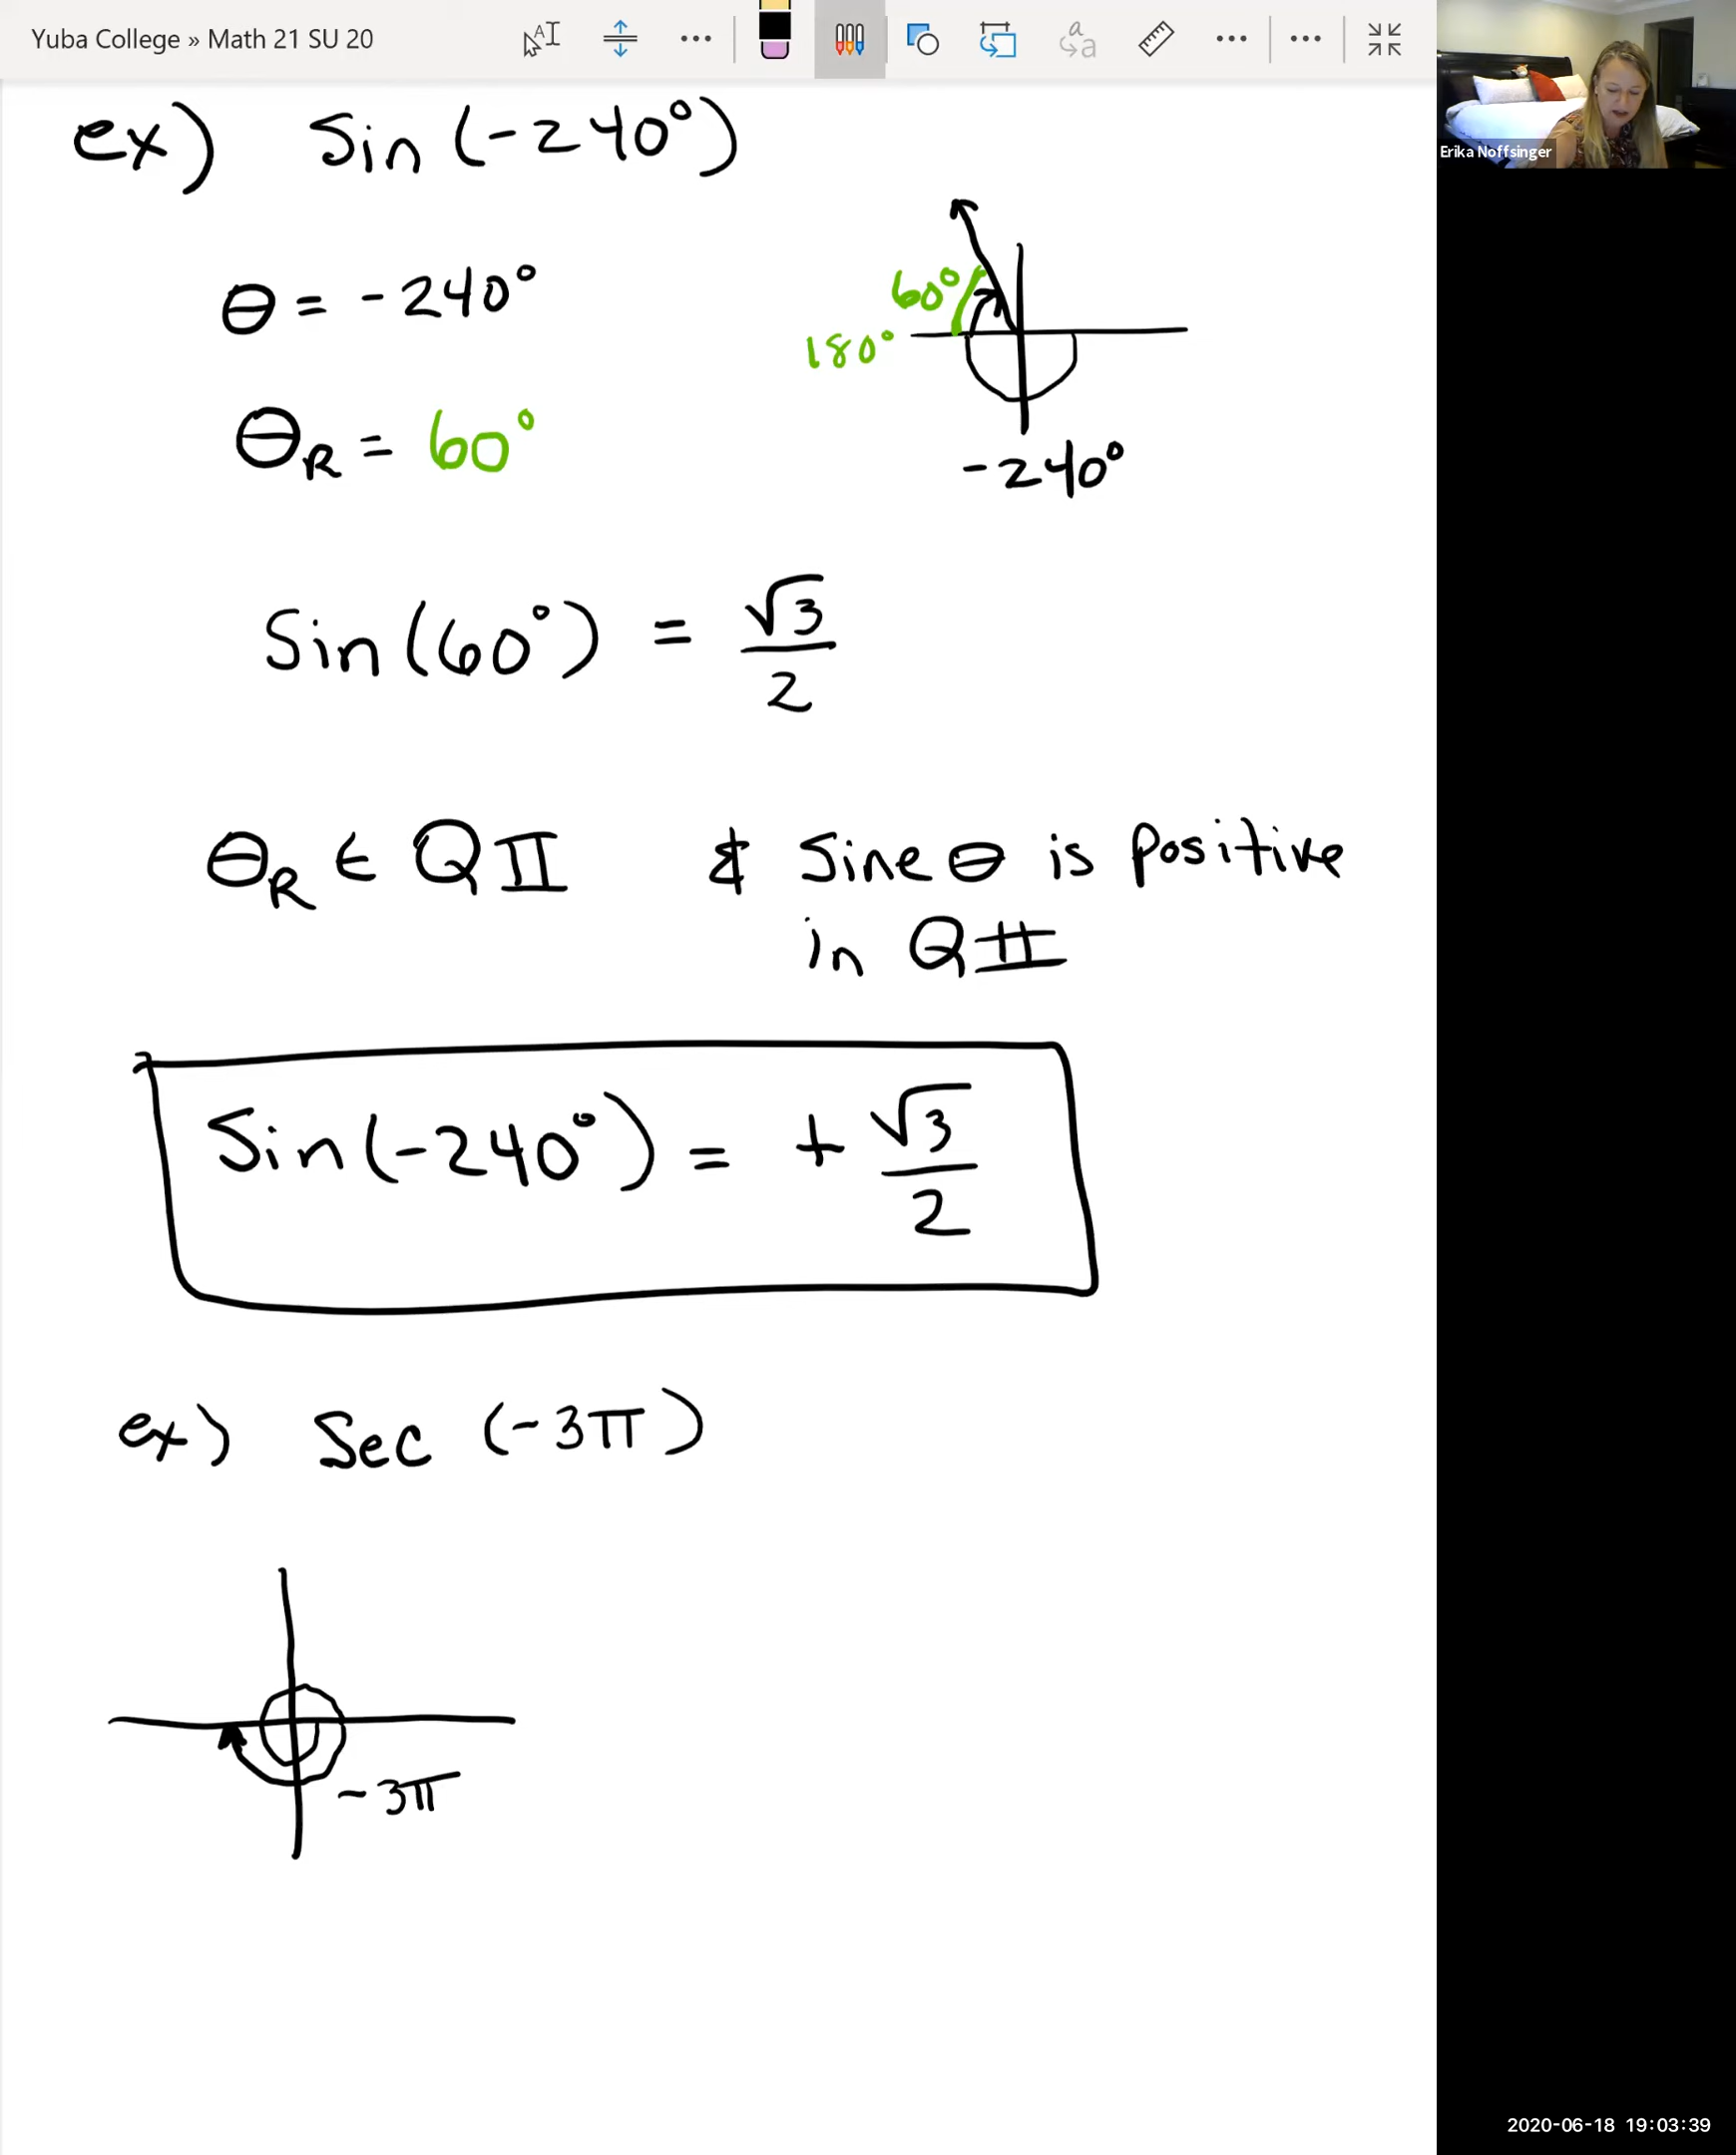 Yuba College » Math 21 SU 20
Erika Noffsinger
ex) Sin (-240°)
60°
180°
-240°
θ = -240°
θR = 60°
Sin(60°) = √3/2
θR ∈ Q II & Sine θ is positive
in Q II
Sin(-240°) = + √3/2
ex) Sec (-3π)
-3π
2020-06-18 19:03:39